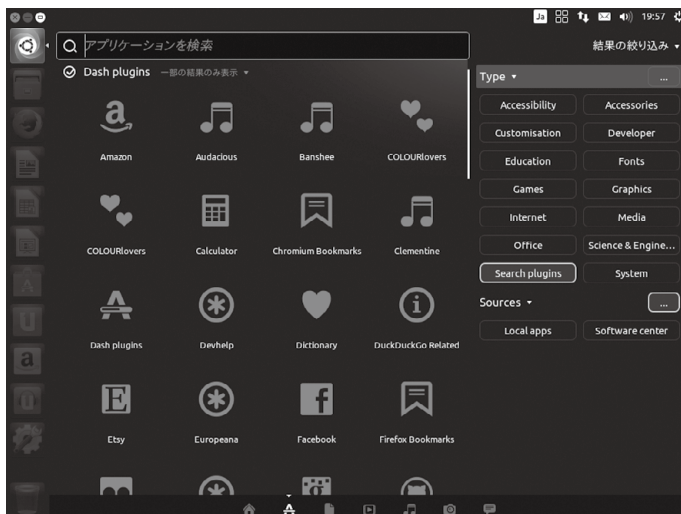 Ja 19:57
アプリケーションを検索
結果の絞り込み
Dash plugins 一部の結果のみ表示
Type ...
Accessibility Accessories
Customisation Developer
Education Fonts
Games Graphics
Internet Media
Office Science & Engine...
Search plugins System
Sources ...
Local apps Software center
Amazon Audacious Banshee COLOURlovers
COLOURlovers Calculator Chromium Bookmarks Clementine
Dash plugins Devhelp Dictionary DuckDuckGo Related
Etsy Europeana Facebook Firefox Bookmarks